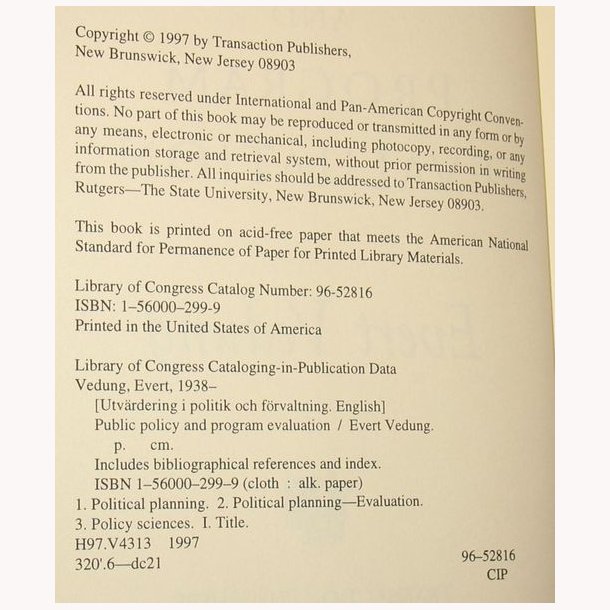 Copyright © 1997 by Transaction Publishers,
New Brunswick, New Jersey 08903
All rights reserved under International and Pan-American Copyright Conven-
tions. No part of this book may be reproduced or transmitted in any form or by
any means, electronic or mechanical, including photocopy, recording, or any
information storage and retrieval system, without prior permission in writing
from the publisher. All inquiries should be addressed to Transaction Publishers,
Rutgers—The State University, New Brunswick, New Jersey 08903.
This book is printed on acid-free paper that meets the American National
Standard for Permanence of Paper for Printed Library Materials.
Library of Congress Catalog Number: 96-52816
ISBN: 1–56000–299-9
Printed in the United States of America
Library of Congress Cataloging-in-Publication Data
Vedung, Evert, 1938–
[Utvärdering i politik och förvaltning. English]
Public policy and program evaluation / Evert Vedung.
p. cm.
Includes bibliographical references and index.
ISBN 1–56000–299–9 (cloth : alk. paper)
1. Political planning. 2. Political planning—Evaluation.
3. Policy sciences. I. Title.
H97.V4313 1997
320'.6—dc21
96–52816
CIP